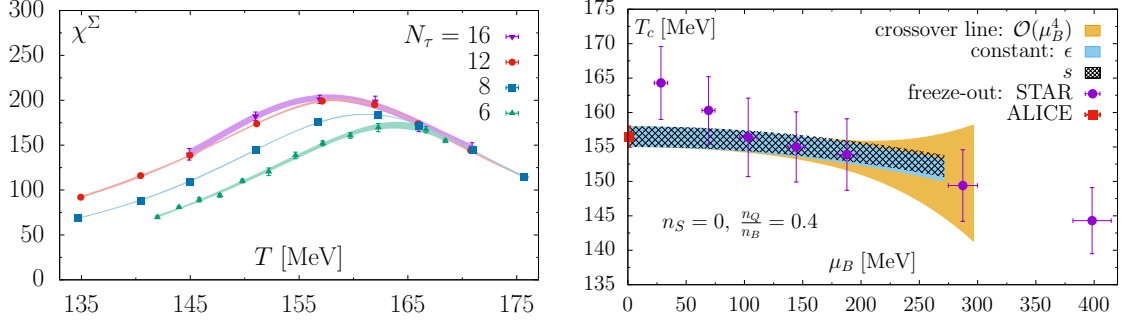 300
250
200
150
100
50
0
χ^Σ
N_τ = 16
12
8
6
T [MeV]
135 145 155 165 175
175
170
165
160
155
150
145
140
135
T_c [MeV]
crossover line: 𝒪(μ_B^4)
constant: ϵ
s
freeze-out: STAR
ALICE
n_S = 0, n_Q/n_B = 0.4
μ_B [MeV]
0 50 100 150 200 250 300 350 400